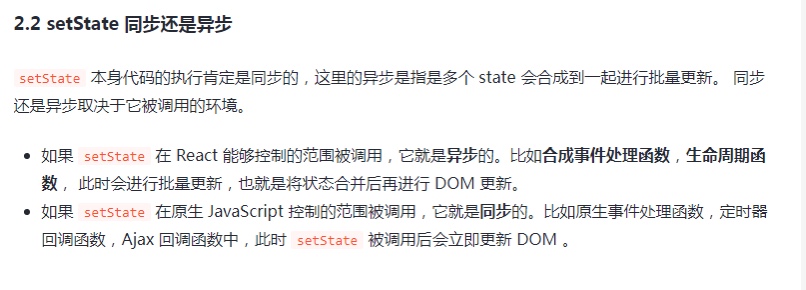 2.2 setState 同步还是异步
setState 本身代码的执行肯定是同步的，这里的异步是指是多个 state 会合成到一起进行批量更新。 同步
还是异步取决于它被调用的环境。
如果 setState 在 React 能够控制的范围被调用，它就是异步的。比如合成事件处理函数，生命周期函
数， 此时会进行批量更新，也就是将状态合并后再进行 DOM 更新。
如果 setState 在原生 JavaScript 控制的范围被调用，它就是同步的。比如原生事件处理函数，定时器
回调函数，Ajax 回调函数中，此时 setState 被调用后会立即更新 DOM 。